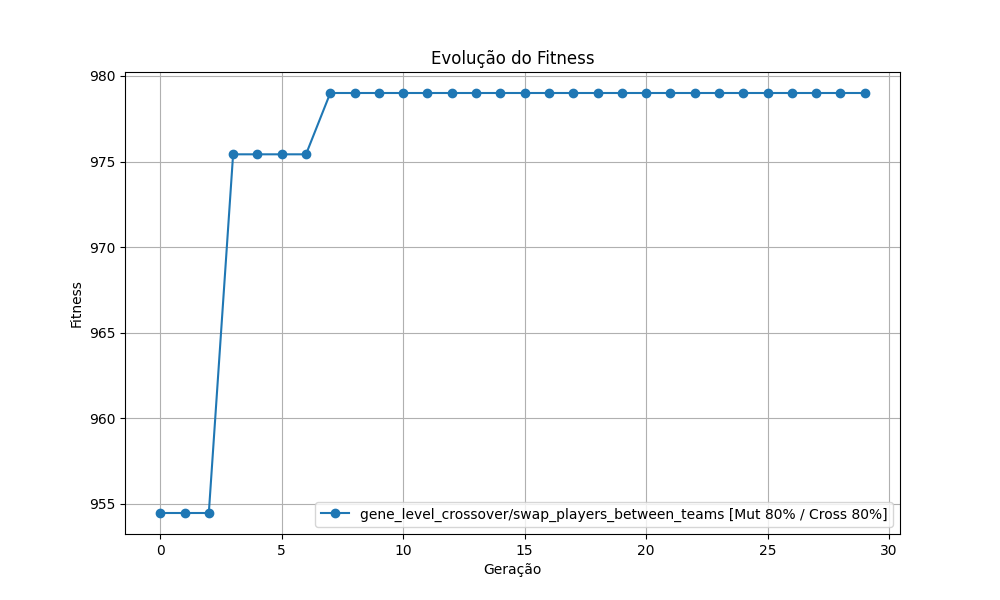 Evolução do Fitness
980
975
970
965
960
955
Fitness
0 5 10 15 20 25 30
Geração
gene_level_crossover/swap_players_between_teams [Mut 80% / Cross 80%]